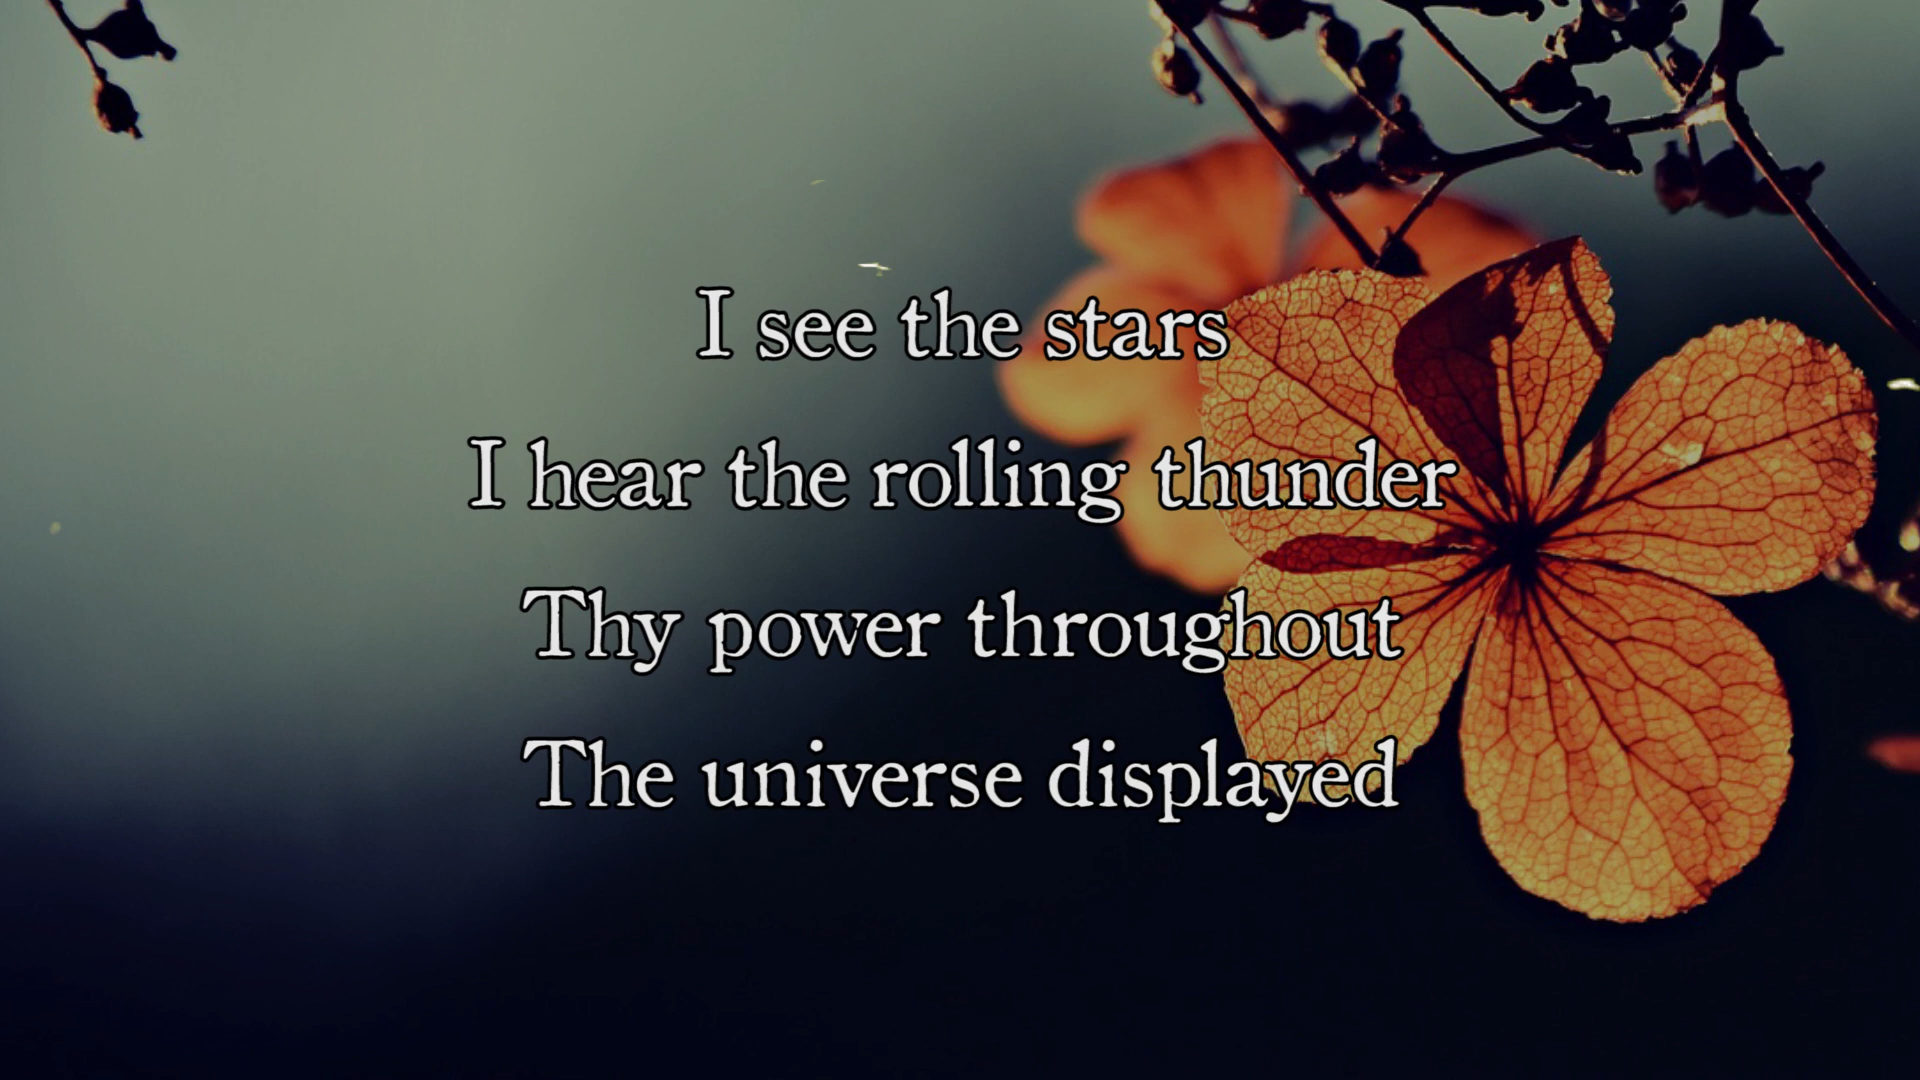 I see the stars
I hear the rolling thunder
Thy power throughout
The universe displayed